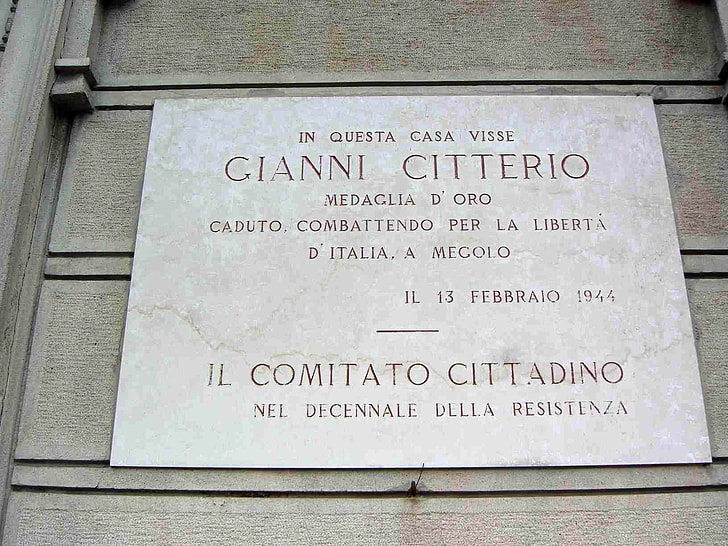 IN QUESTA CASA VISSE
GIANNI CITTERIO
MEDAGLIA D'ORO
CADUTO, COMBATTENDO PER LA LIBERTÁ
D'ITALIA, A MEGOLO
IL 13 FEBBRAIO 1944
IL COMITATO CITTADINO
NEL DECENNALE DELLA RESISTENZA